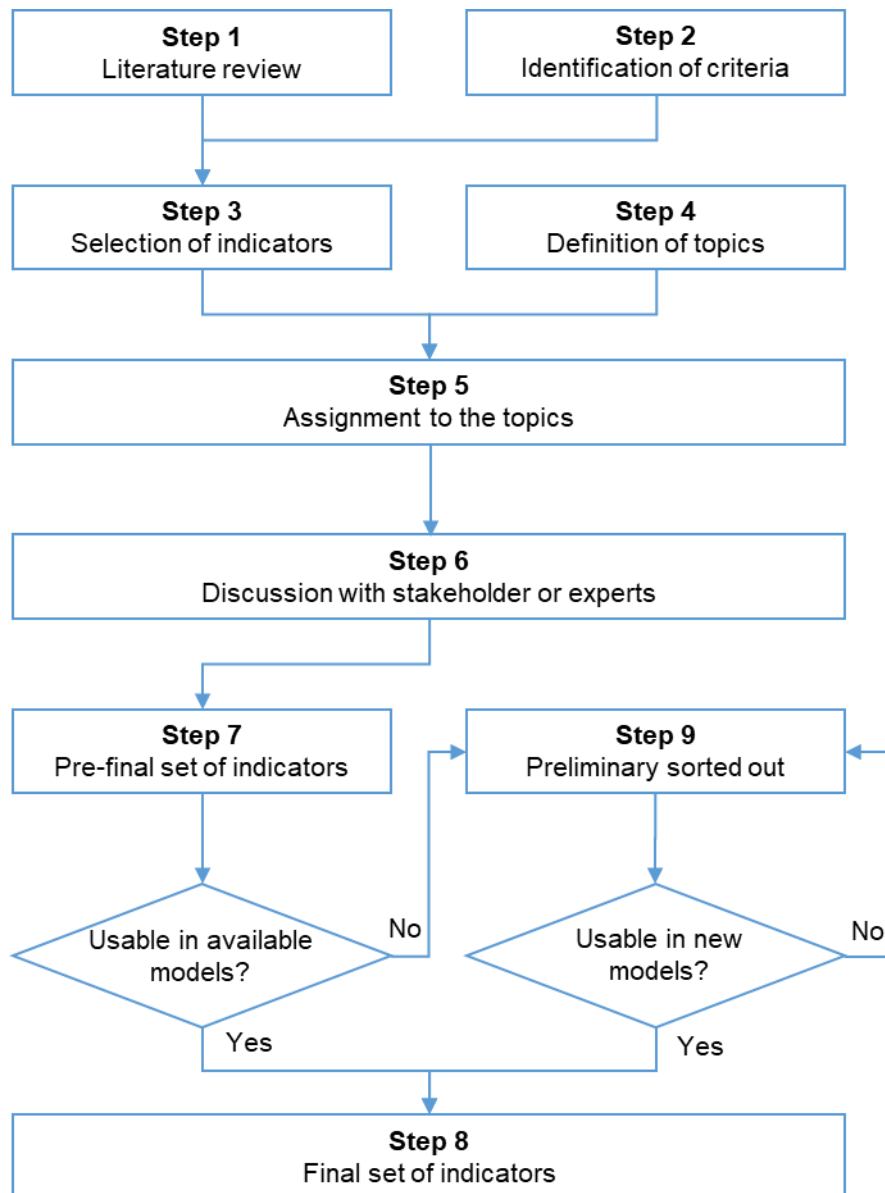 Step 1
Literature review
Step 2
Identification of criteria
Step 3
Selection of indicators
Step 4
Definition of topics
Step 5
Assignment to the topics
Step 6
Discussion with stakeholder or experts
Step 7
Pre-final set of indicators
Step 9
Preliminary sorted out
Usable in available
models?
No
Usable in new
models?
No
Yes
Yes
Step 8
Final set of indicators